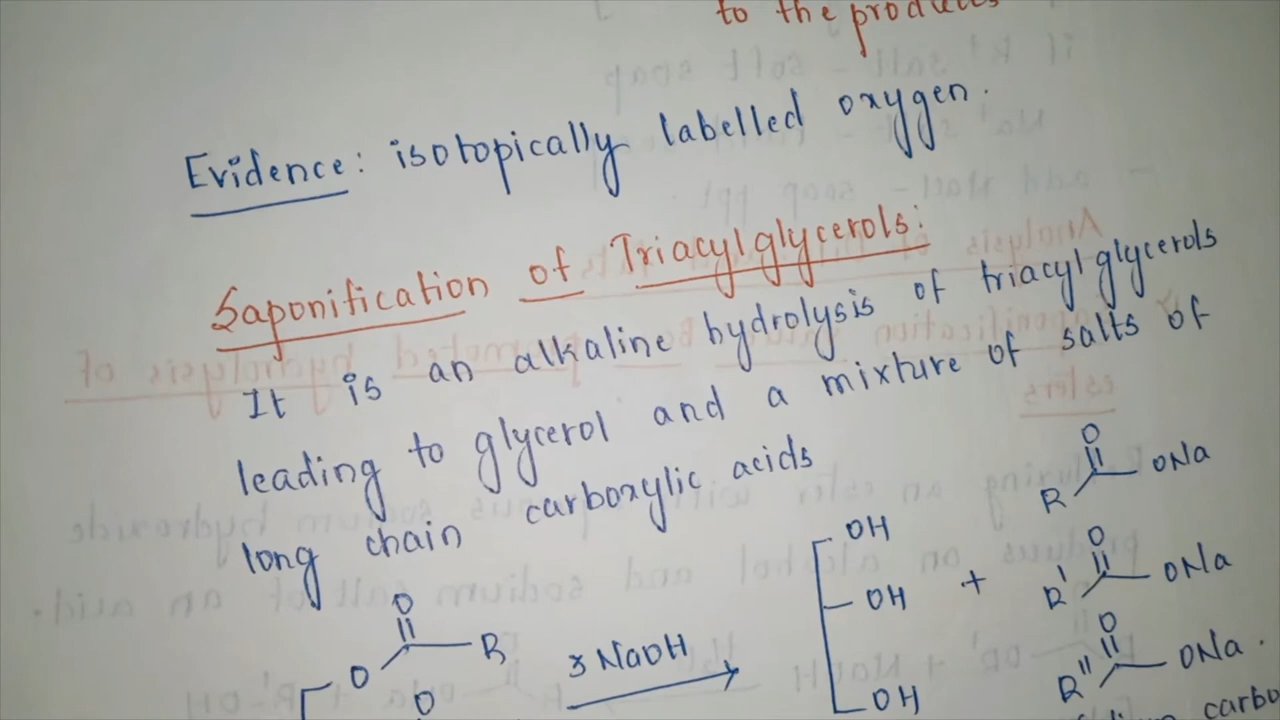 to the products
Evidence: isotopically labelled oxygen.
Saponification of Triacylglycerols:
It is an alkaline hydrolysis of triacylglycerols
leading to glycerol and a mixture of salts of
long chain carboxylic acids
O
R ONa
OH
O
OH + R' ONa
O
O R 3 NaOH
O
R'' ONa.
O
OH
carbo